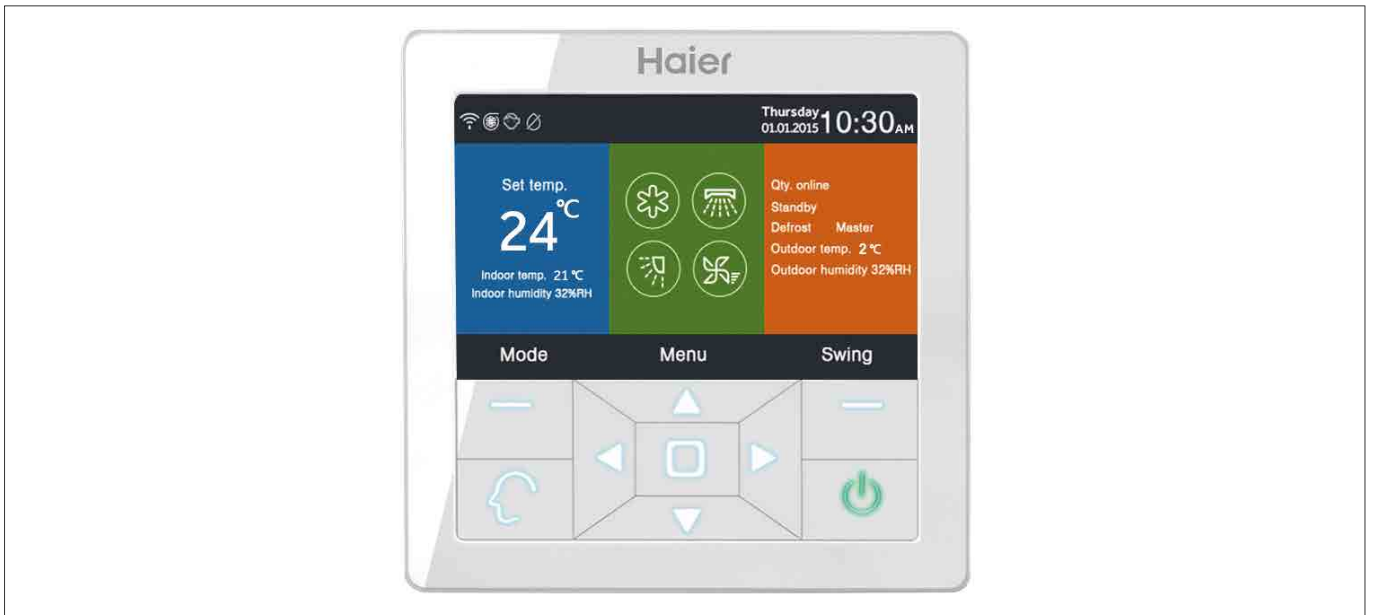 Haier
Thursday
01.01.2015 10:30AM
Set temp.
24℃
Indoor temp. 21℃
Indoor humidity 32%RH
Qty. online
Standby
Defrost Master
Outdoor temp. 2℃
Outdoor humidity 32%RH
Mode Menu Swing